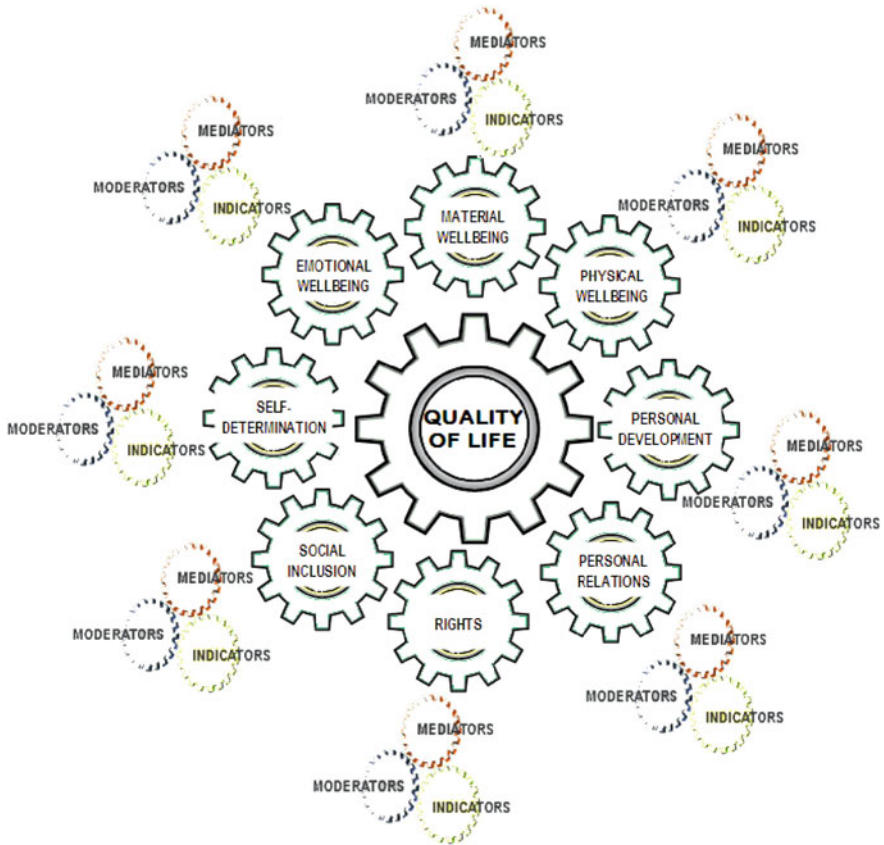 MEDIATORS
MODERATORS
INDICATORS
MEDIATORS
MODERATORS
INDICATORS
MEDIATORS
MODERATORS
INDICATORS
MATERIAL
WELLBEING
EMOTIONAL
WELLBEING
PHYSICAL
WELLBEING
MEDIATORS
MODERATORS
INDICATORS
SELF-
DETERMINATION
QUALITY
OF LIFE
PERSONAL
DEVELOPMENT
MEDIATORS
MODERATORS
INDICATORS
SOCIAL
INCLUSION
PERSONAL
RELATIONS
MEDIATORS
MODERATORS
INDICATORS
RIGHTS
MEDIATORS
MODERATORS
INDICATORS
MEDIATORS
MODERATORS
INDICATORS